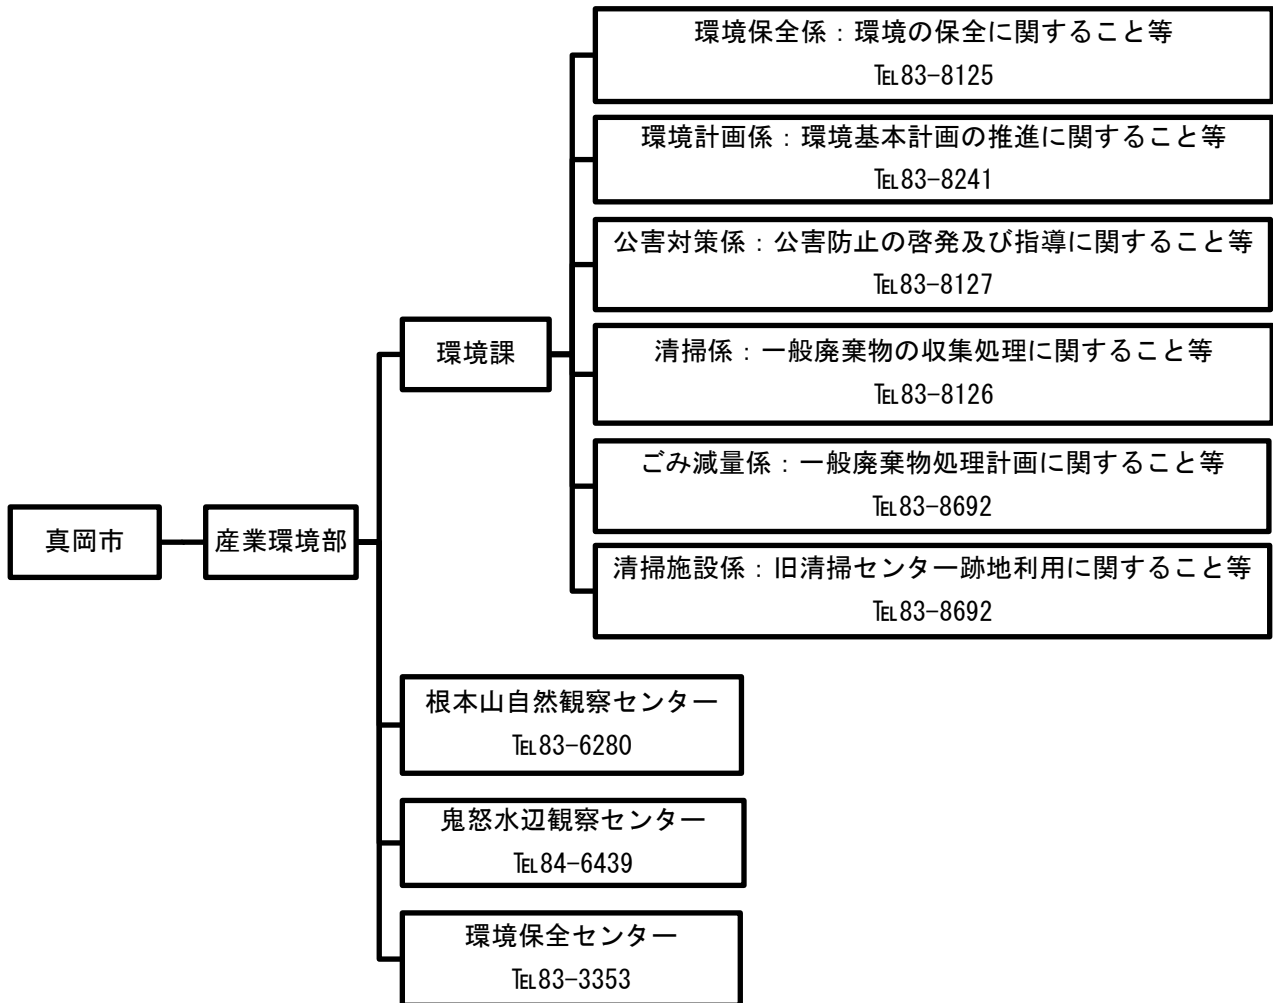 環境保全係：環境の保全に関すること等
℡83-8125
環境計画係：環境基本計画の推進に関すること等
℡83-8241
公害対策係：公害防止の啓発及び指導に関すること等
℡83-8127
環境課
清掃係：一般廃棄物の収集処理に関すること等
℡83-8126
ごみ減量係：一般廃棄物処理計画に関すること等
℡83-8692
真岡市
産業環境部
清掃施設係：旧清掃センター跡地利用に関すること等
℡83-8692
根本山自然観察センター
℡83-6280
鬼怒水辺観察センター
℡84-6439
環境保全センター
℡83-3353